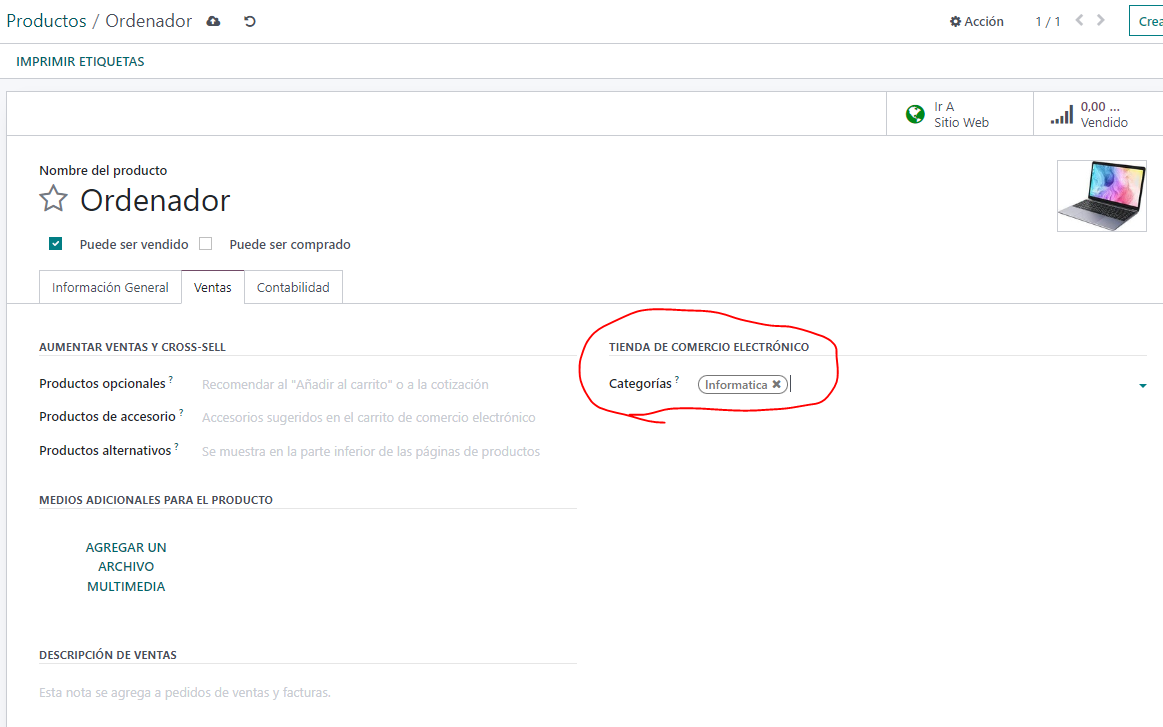 Productos / Ordenador
Acción
1 / 1
Crea
IMPRIMIR ETIQUETAS
Ir A
Sitio Web
0,00 ...
Vendido
Nombre del producto
Ordenador
Puede ser vendido
Puede ser comprado
Información General
Ventas
Contabilidad
AUMENTAR VENTAS Y CROSS-SELL
TIENDA DE COMERCIO ELECTRÓNICO
Productos opcionales ?
Recomendar al "Añadir al carrito" o a la cotización
Categorías ?
Informatica ✖
Productos de accesorio ?
Accesorios sugeridos en el carrito de comercio electrónico
Productos alternativos ?
Se muestra en la parte inferior de las páginas de productos
MEDIOS ADICIONALES PARA EL PRODUCTO
AGREGAR UN
ARCHIVO
MULTIMEDIA
DESCRIPCIÓN DE VENTAS
Esta nota se agrega a pedidos de ventas y facturas.